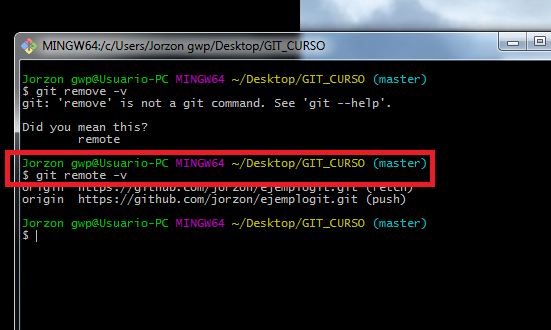 MINGW64:/c/Users/Jorzon gwp/Desktop/GIT_CURSO
Jorzon gwp@Usuario-PC MINGW64 ~/Desktop/GIT_CURSO (master)
$ git remove -v
git: 'remove' is not a git command. See 'git --help'.
Did you mean this?
remote
Jorzon gwp@Usuario-PC MINGW64 ~/Desktop/GIT_CURSO (master)
$ git remote -v
origin  https://github.com/jorzon/ejemplogit.git (fetch)
origin  https://github.com/jorzon/ejemplogit.git (push)
Jorzon gwp@Usuario-PC MINGW64 ~/Desktop/GIT_CURSO (master)
$